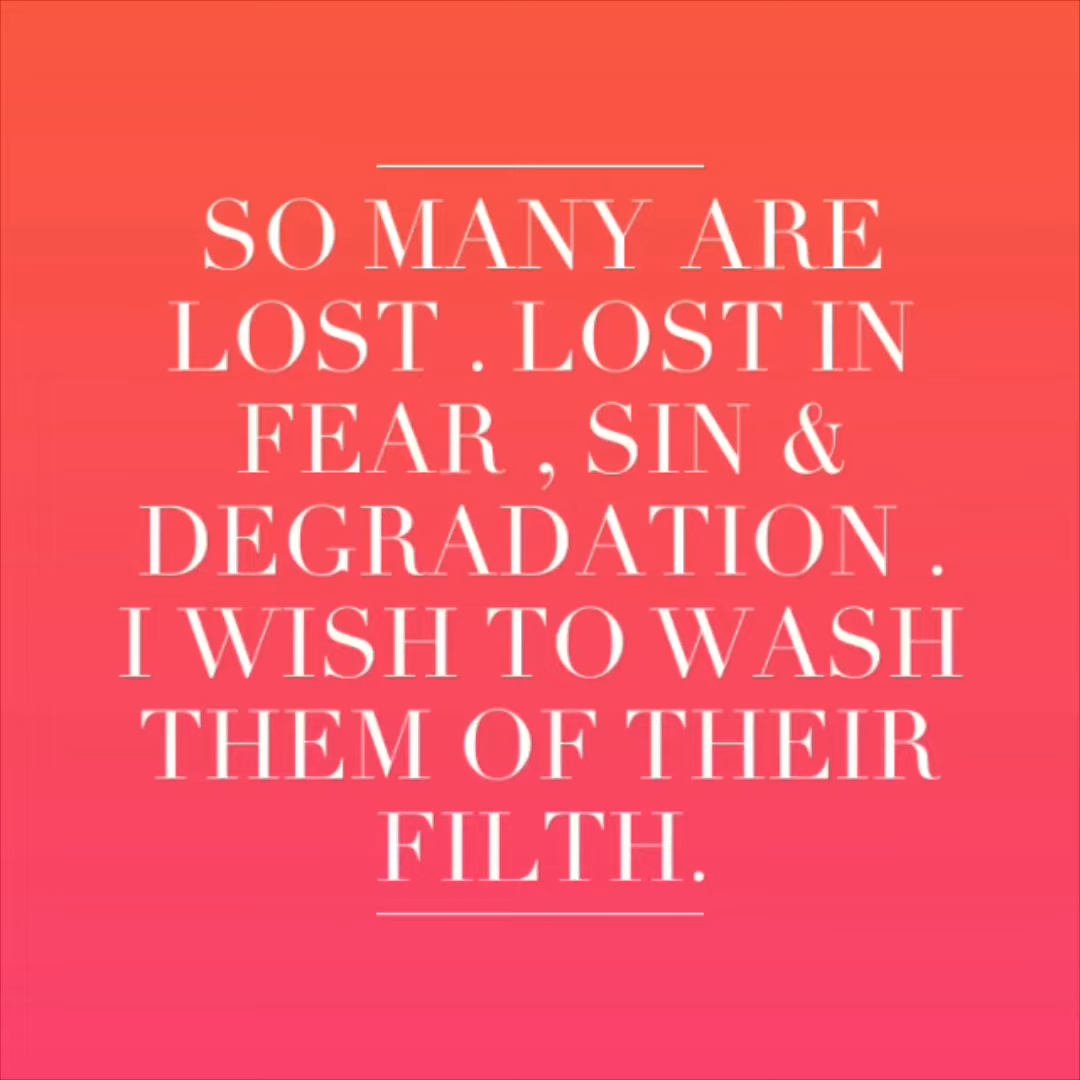 SO MANY ARE
LOST . LOST IN
FEAR , SIN &
DEGRADATION .
I WISH TO WASH
THEM OF THEIR
FILTH.